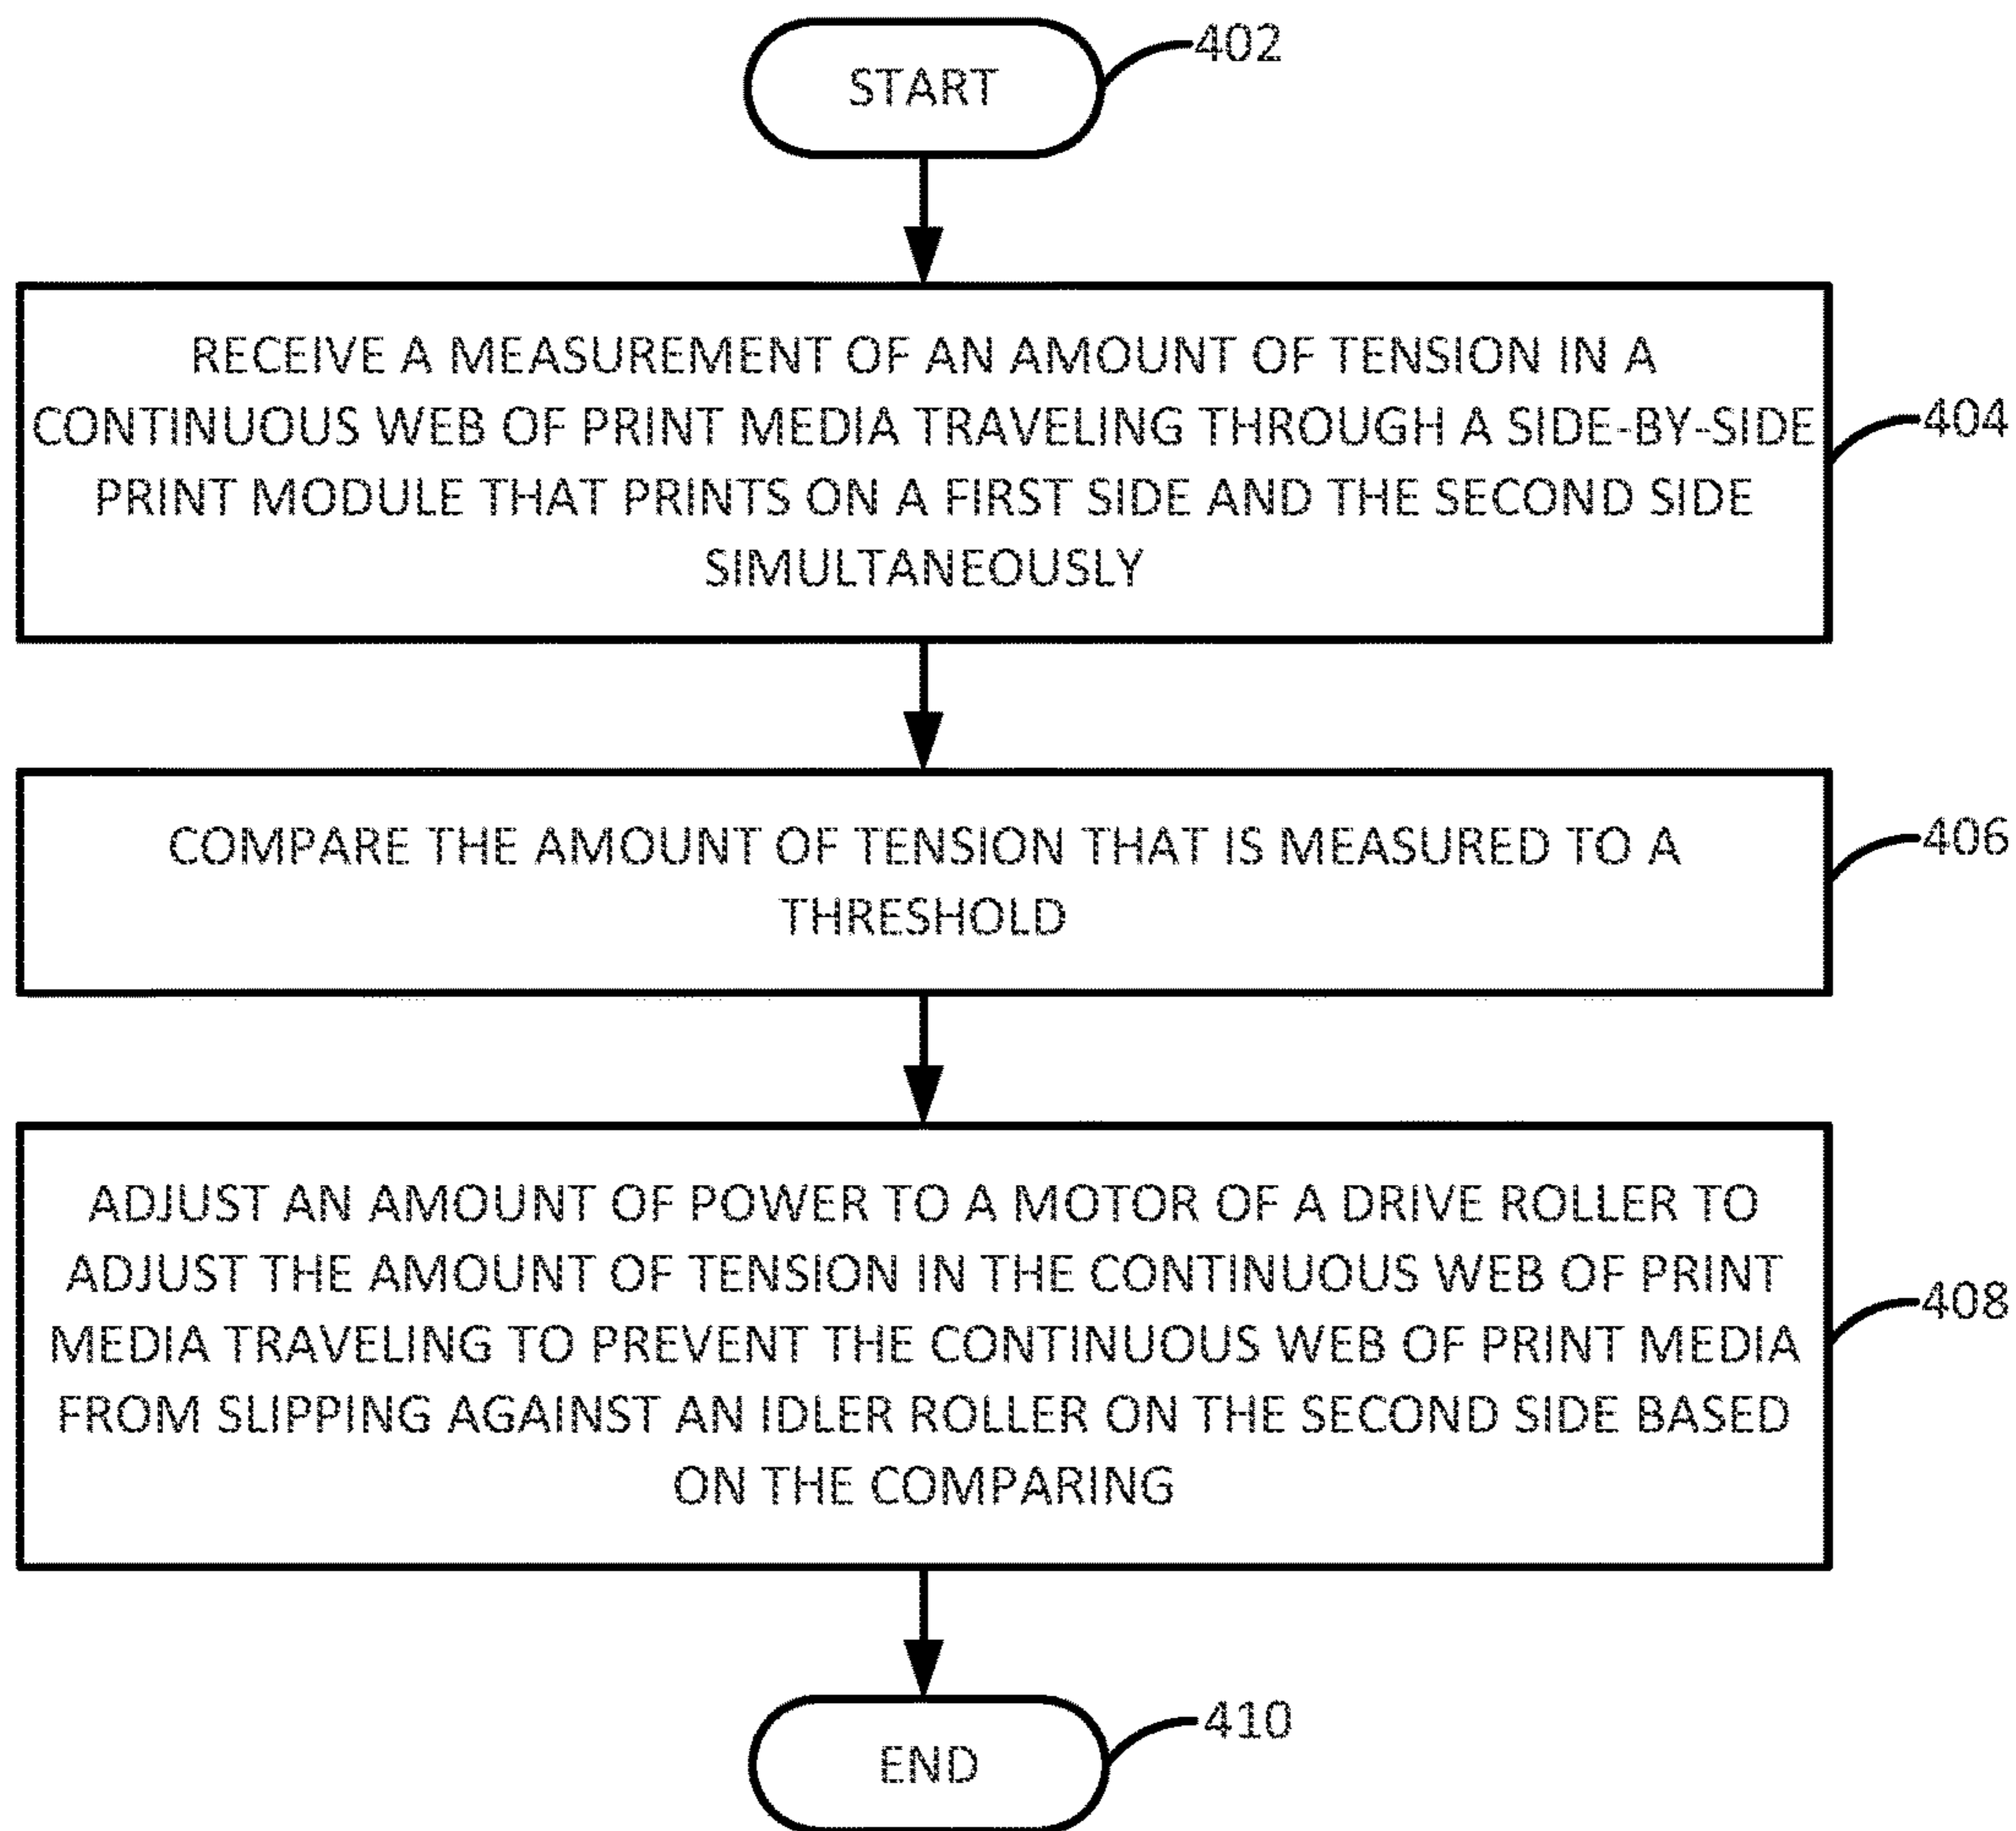 START
402
RECEIVE A MEASUREMENT OF AN AMOUNT OF TENSION IN A
CONTINUOUS WEB OF PRINT MEDIA TRAVELING THROUGH A SIDE-BY-SIDE
PRINT MODULE THAT PRINTS ON A FIRST SIDE AND THE SECOND SIDE
SIMULTANEOUSLY
404
COMPARE THE AMOUNT OF TENSION THAT IS MEASURED TO A
THRESHOLD
406
ADJUST AN AMOUNT OF POWER TO A MOTOR OF A DRIVE ROLLER TO
ADJUST THE AMOUNT OF TENSION IN THE CONTINUOUS WEB OF PRINT
MEDIA TRAVELING TO PREVENT THE CONTINUOUS WEB OF PRINT MEDIA
FROM SLIPPING AGAINST AN IDLER ROLLER ON THE SECOND SIDE BASED
ON THE COMPARING
408
END
410